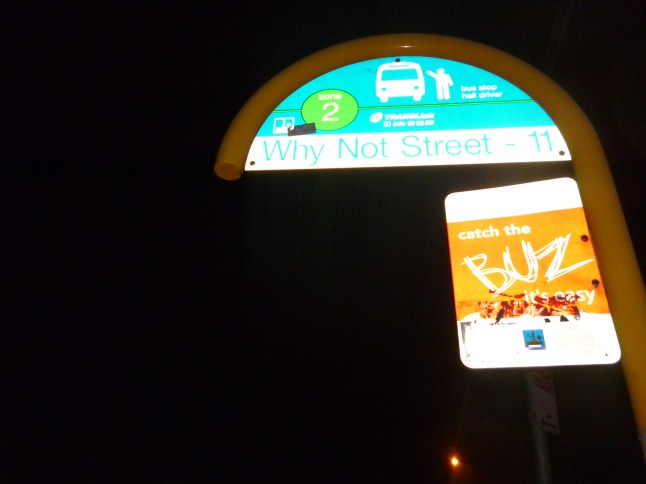 bus stop
hail driver
zone
2
TRANSLink
Why Not Street - 11
catch the
BUZ
it's easy